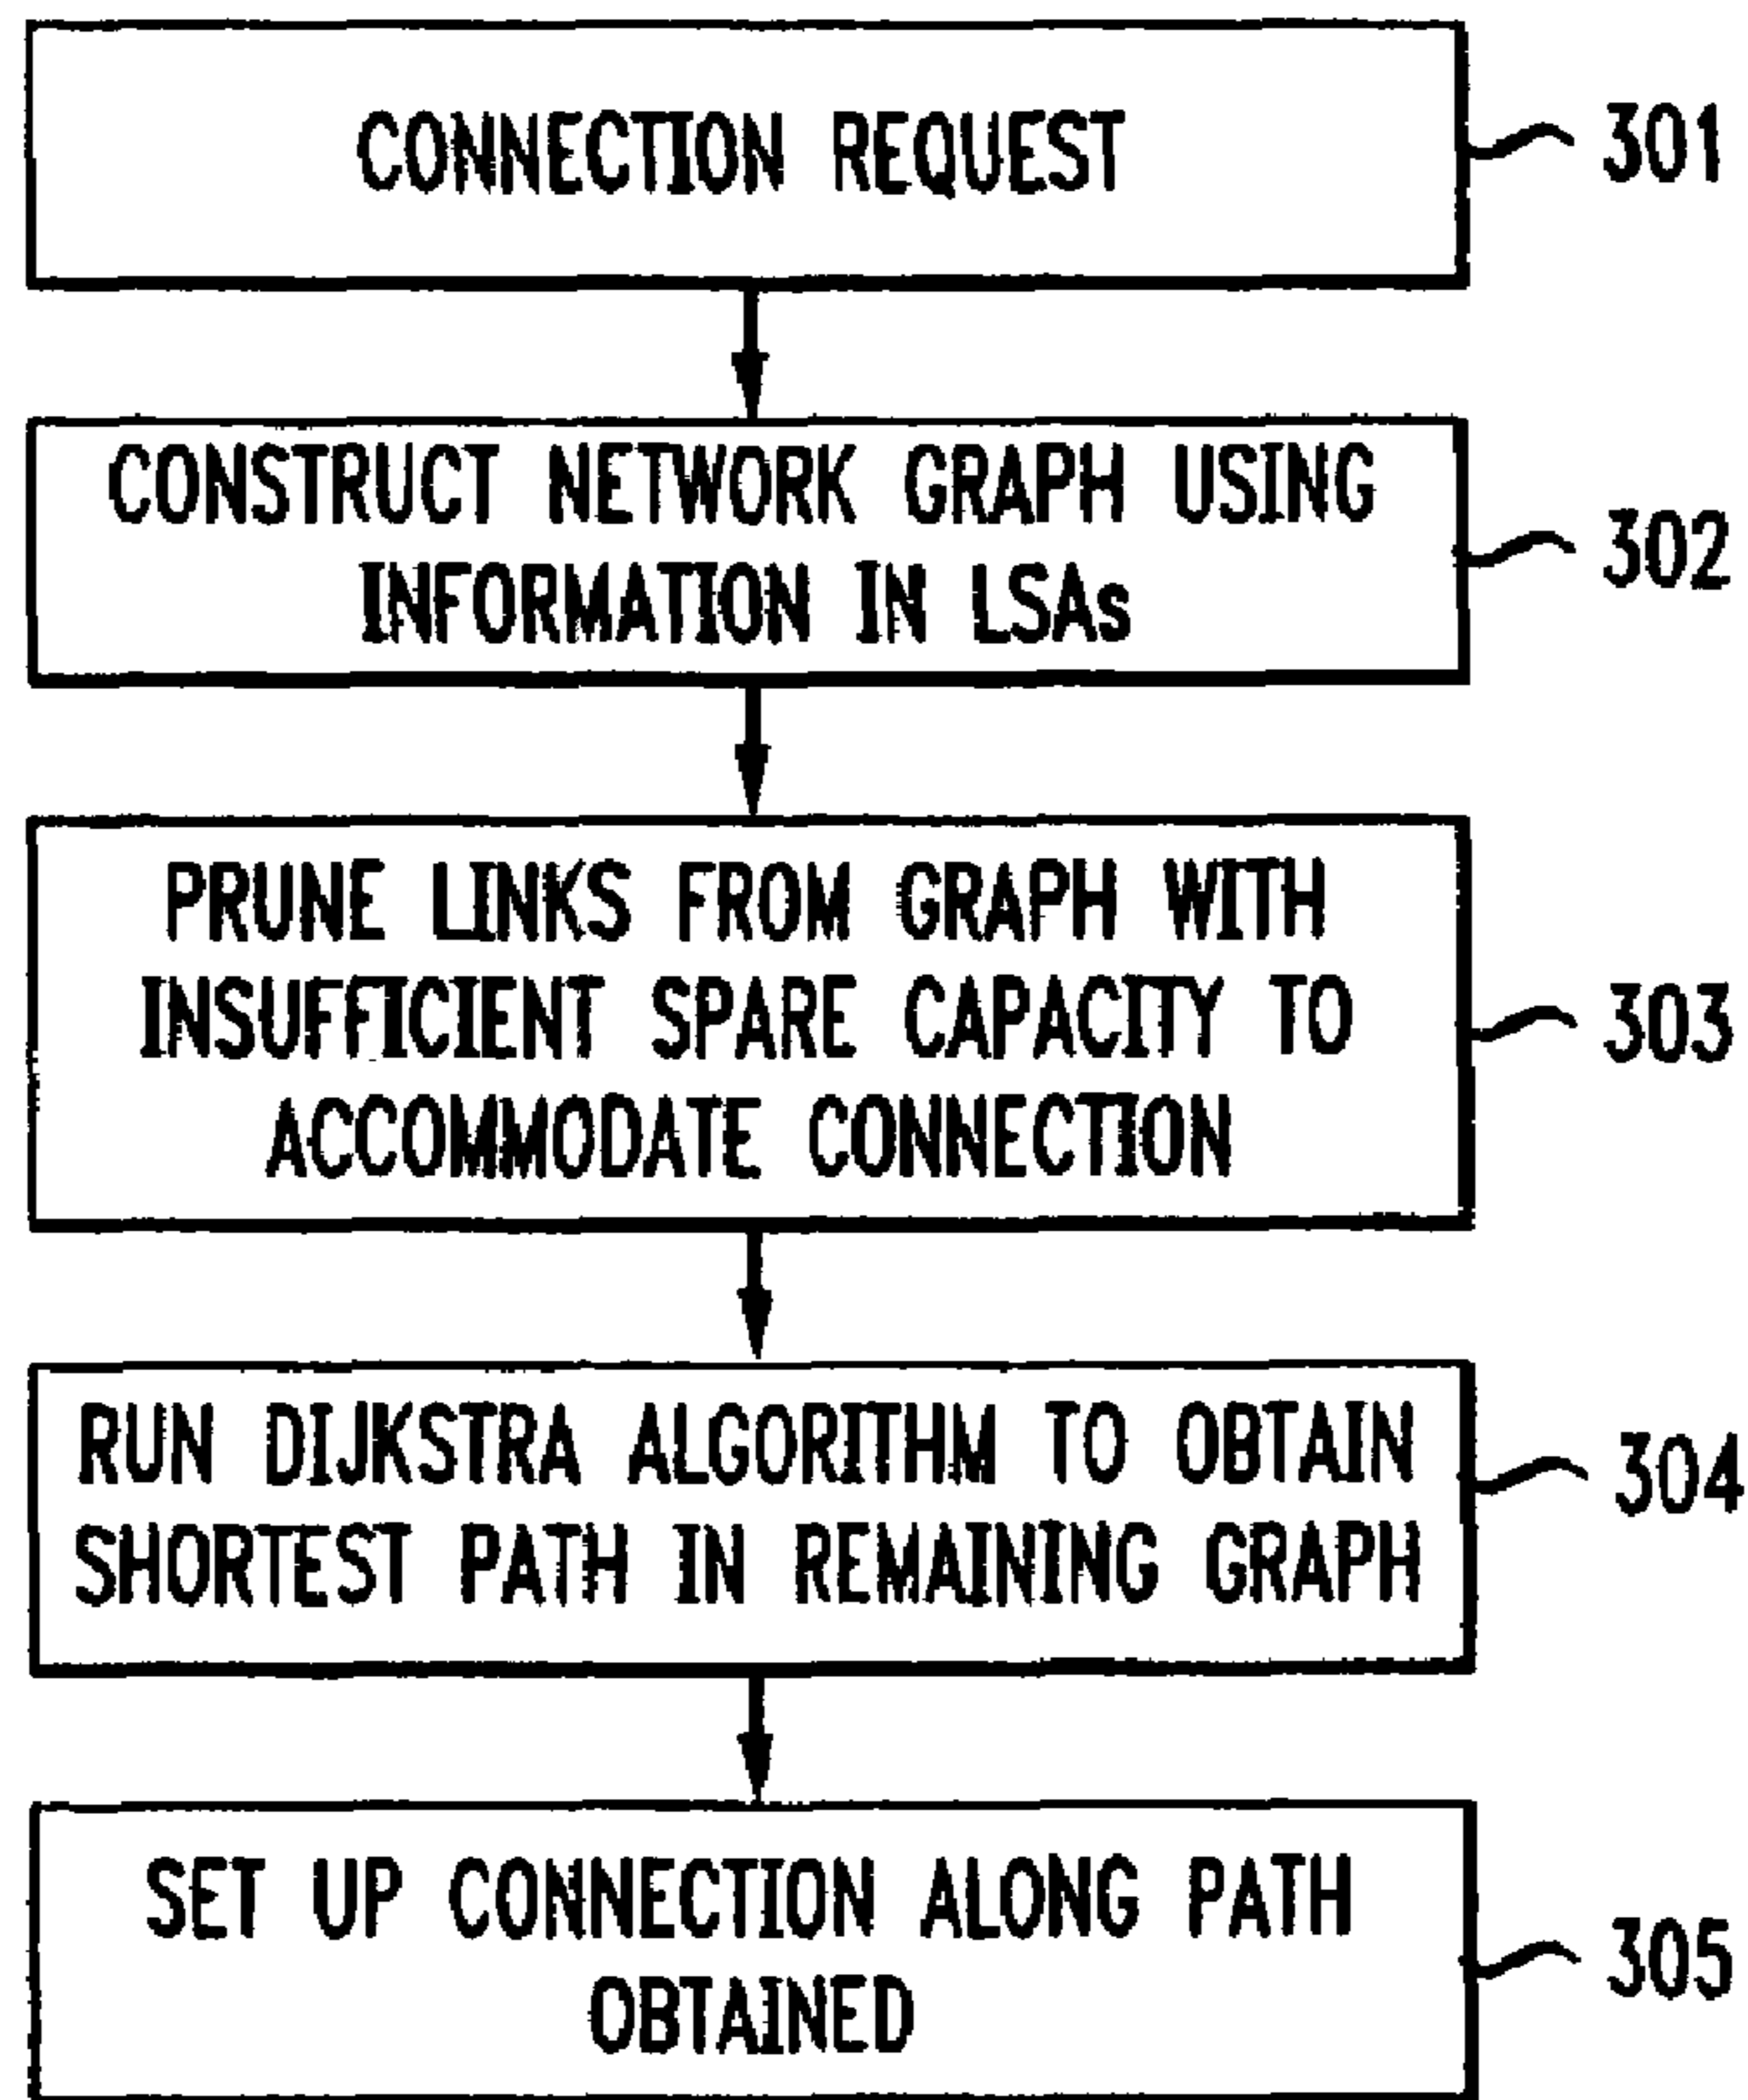 CONNECTION REQUEST
301
CONSTRUCT NETWORK GRAPH USING
INFORMATION IN LSAs
302
PRUNE LINKS FROM GRAPH WITH
INSUFFICIENT SPARE CAPACITY TO
ACCOMMODATE CONNECTION
303
RUN DIJKSTRA ALGORITHM TO OBTAIN
SHORTEST PATH IN REMAINING GRAPH
304
SET UP CONNECTION ALONG PATH
OBTAINED
305